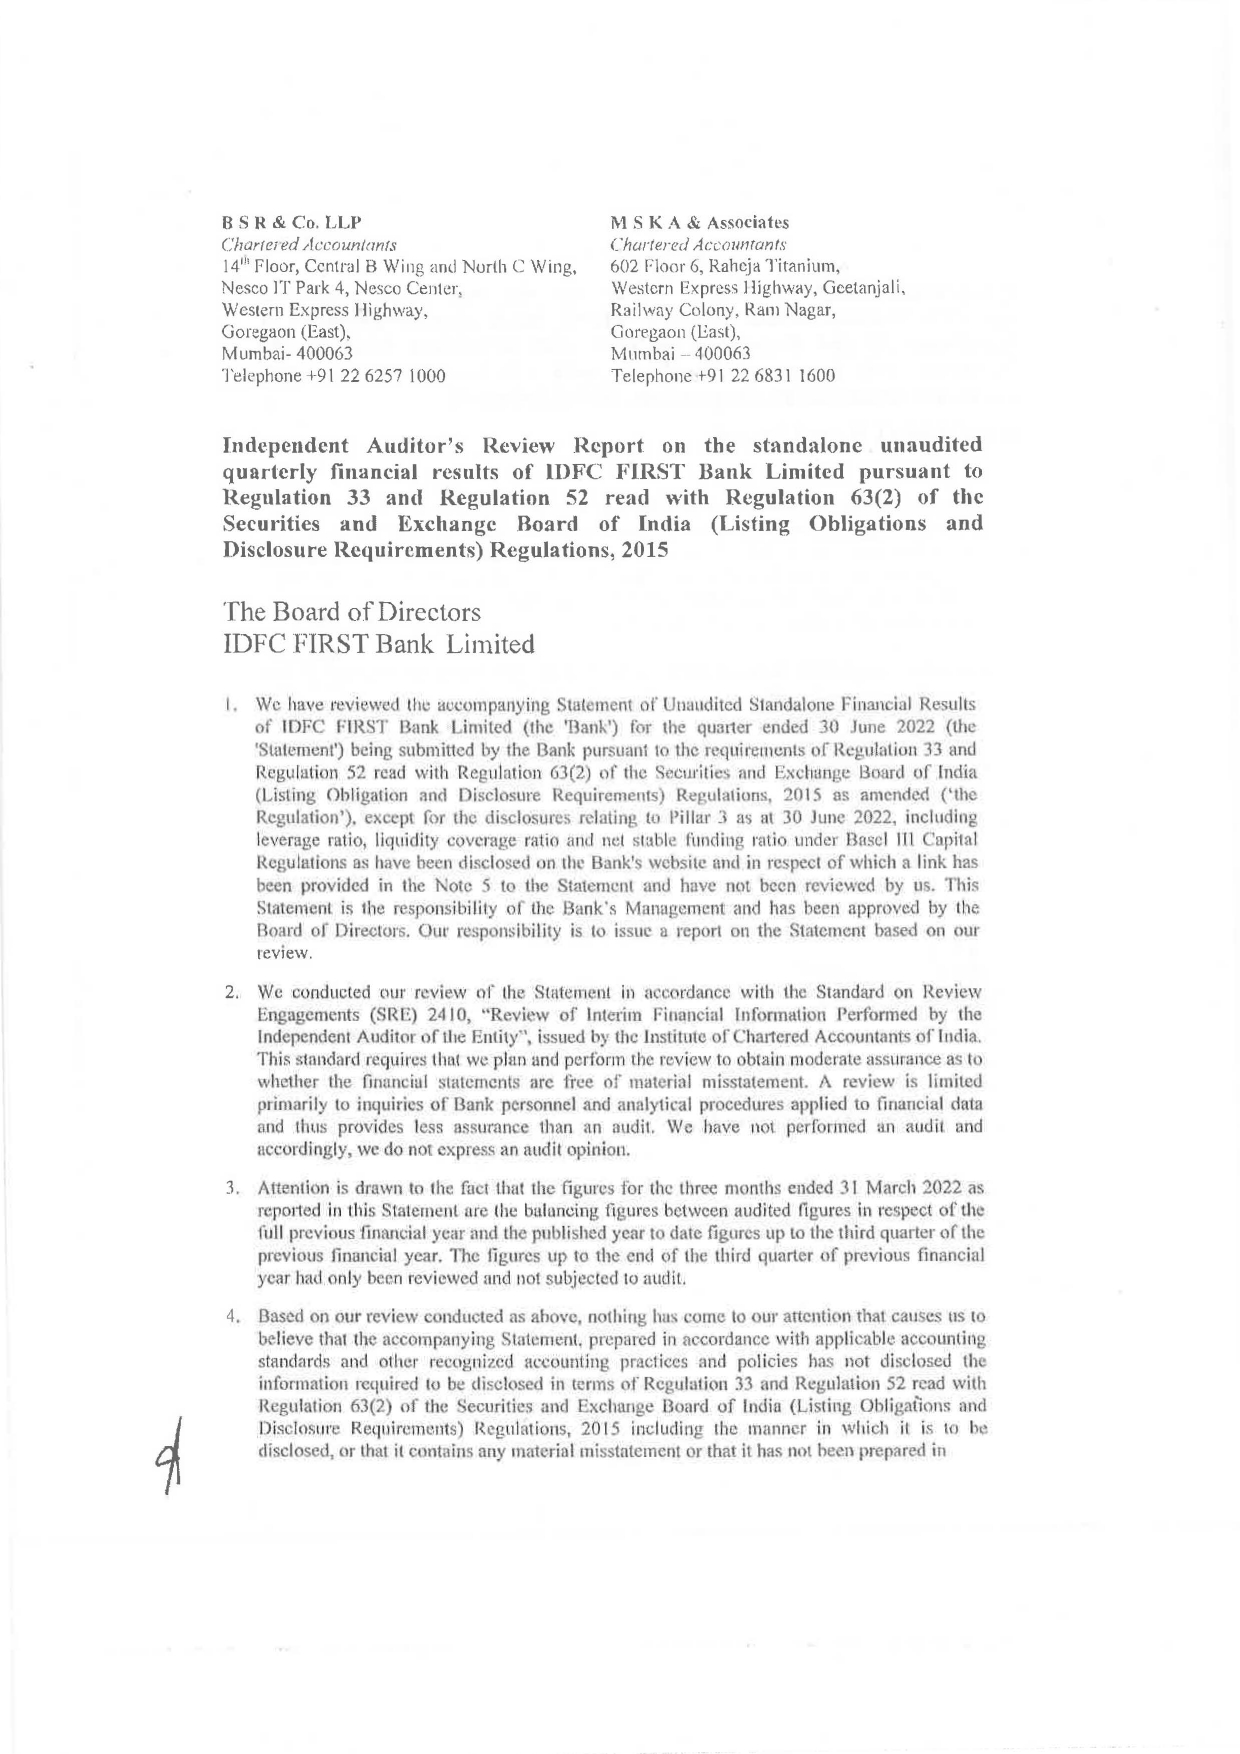 B S R & Co. LLP
Chartered Accountants
14th Floor, Central B Wing and North C Wing,
Nesco IT Park 4, Nesco Center,
Western Express Highway,
Goregaon (East),
Mumbai- 400063
Telephone +91 22 6257 1000
M S K A & Associates
Chartered Accountants
602 Floor 6, Raheja Titanium,
Western Express Highway, Geetanjali,
Railway Colony, Ram Nagar,
Goregaon (East),
Mumbai – 400063
Telephone +91 22 6831 1600
Independent Auditor's Review Report on the standalone unaudited
quarterly financial results of IDFC FIRST Bank Limited pursuant to
Regulation 33 and Regulation 52 read with Regulation 63(2) of the
Securities and Exchange Board of India (Listing Obligations and
Disclosure Requirements) Regulations, 2015
The Board of Directors
IDFC FIRST Bank Limited
1. We have reviewed the accompanying Statement of Unaudited Standalone Financial Results
of IDFC FIRST Bank Limited (the 'Bank') for the quarter ended 30 June 2022 (the
'Statement') being submitted by the Bank pursuant to the requirements of Regulation 33 and
Regulation 52 read with Regulation 63(2) of the Securities and Exchange Board of India
(Listing Obligation and Disclosure Requirements) Regulations, 2015 as amended ('the
Regulation'), except for the disclosures relating to Pillar 3 as at 30 June 2022, including
leverage ratio, liquidity coverage ratio and net stable funding ratio under Basel III Capital
Regulations as have been disclosed on the Bank's website and in respect of which a link has
been provided in the Note 5 to the Statement and have not been reviewed by us. This
Statement is the responsibility of the Bank's Management and has been approved by the
Board of Directors. Our responsibility is to issue a report on the Statement based on our
review.
2. We conducted our review of the Statement in accordance with the Standard on Review
Engagements (SRE) 2410, "Review of Interim Financial Information Performed by the
Independent Auditor of the Entity", issued by the Institute of Chartered Accountants of India.
This standard requires that we plan and perform the review to obtain moderate assurance as to
whether the financial statements are free of material misstatement. A review is limited
primarily to inquiries of Bank personnel and analytical procedures applied to financial data
and thus provides less assurance than an audit. We have not performed an audit and
accordingly, we do not express an audit opinion.
3. Attention is drawn to the fact that the figures for the three months ended 31 March 2022 as
reported in this Statement are the balancing figures between audited figures in respect of the
full previous financial year and the published year to date figures up to the third quarter of the
previous financial year. The figures up to the end of the third quarter of previous financial
year had only been reviewed and not subjected to audit.
4. Based on our review conducted as above, nothing has come to our attention that causes us to
believe that the accompanying Statement, prepared in accordance with applicable accounting
standards and other recognized accounting practices and policies has not disclosed the
information required to be disclosed in terms of Regulation 33 and Regulation 52 read with
Regulation 63(2) of the Securities and Exchange Board of India (Listing Obligations and
Disclosure Requirements) Regulations, 2015 including the manner in which it is to be
disclosed, or that it contains any material misstatement or that it has not been prepared in